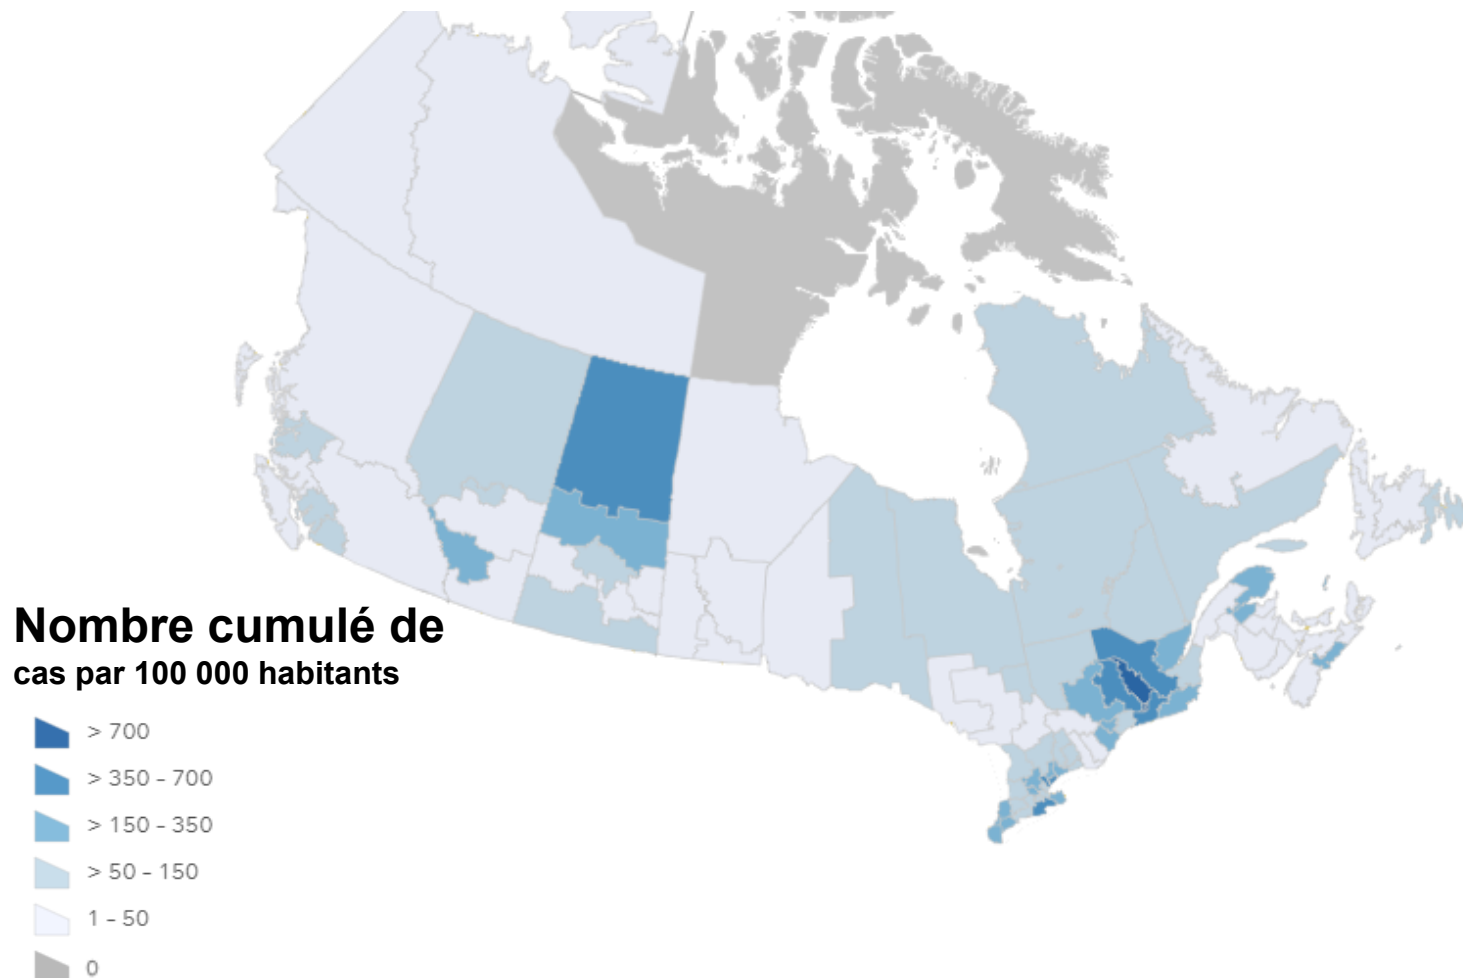 Nombre cumulé de
cas par 100 000 habitants
> 700
> 350 - 700
> 150 - 350
> 50 - 150
1 - 50
0